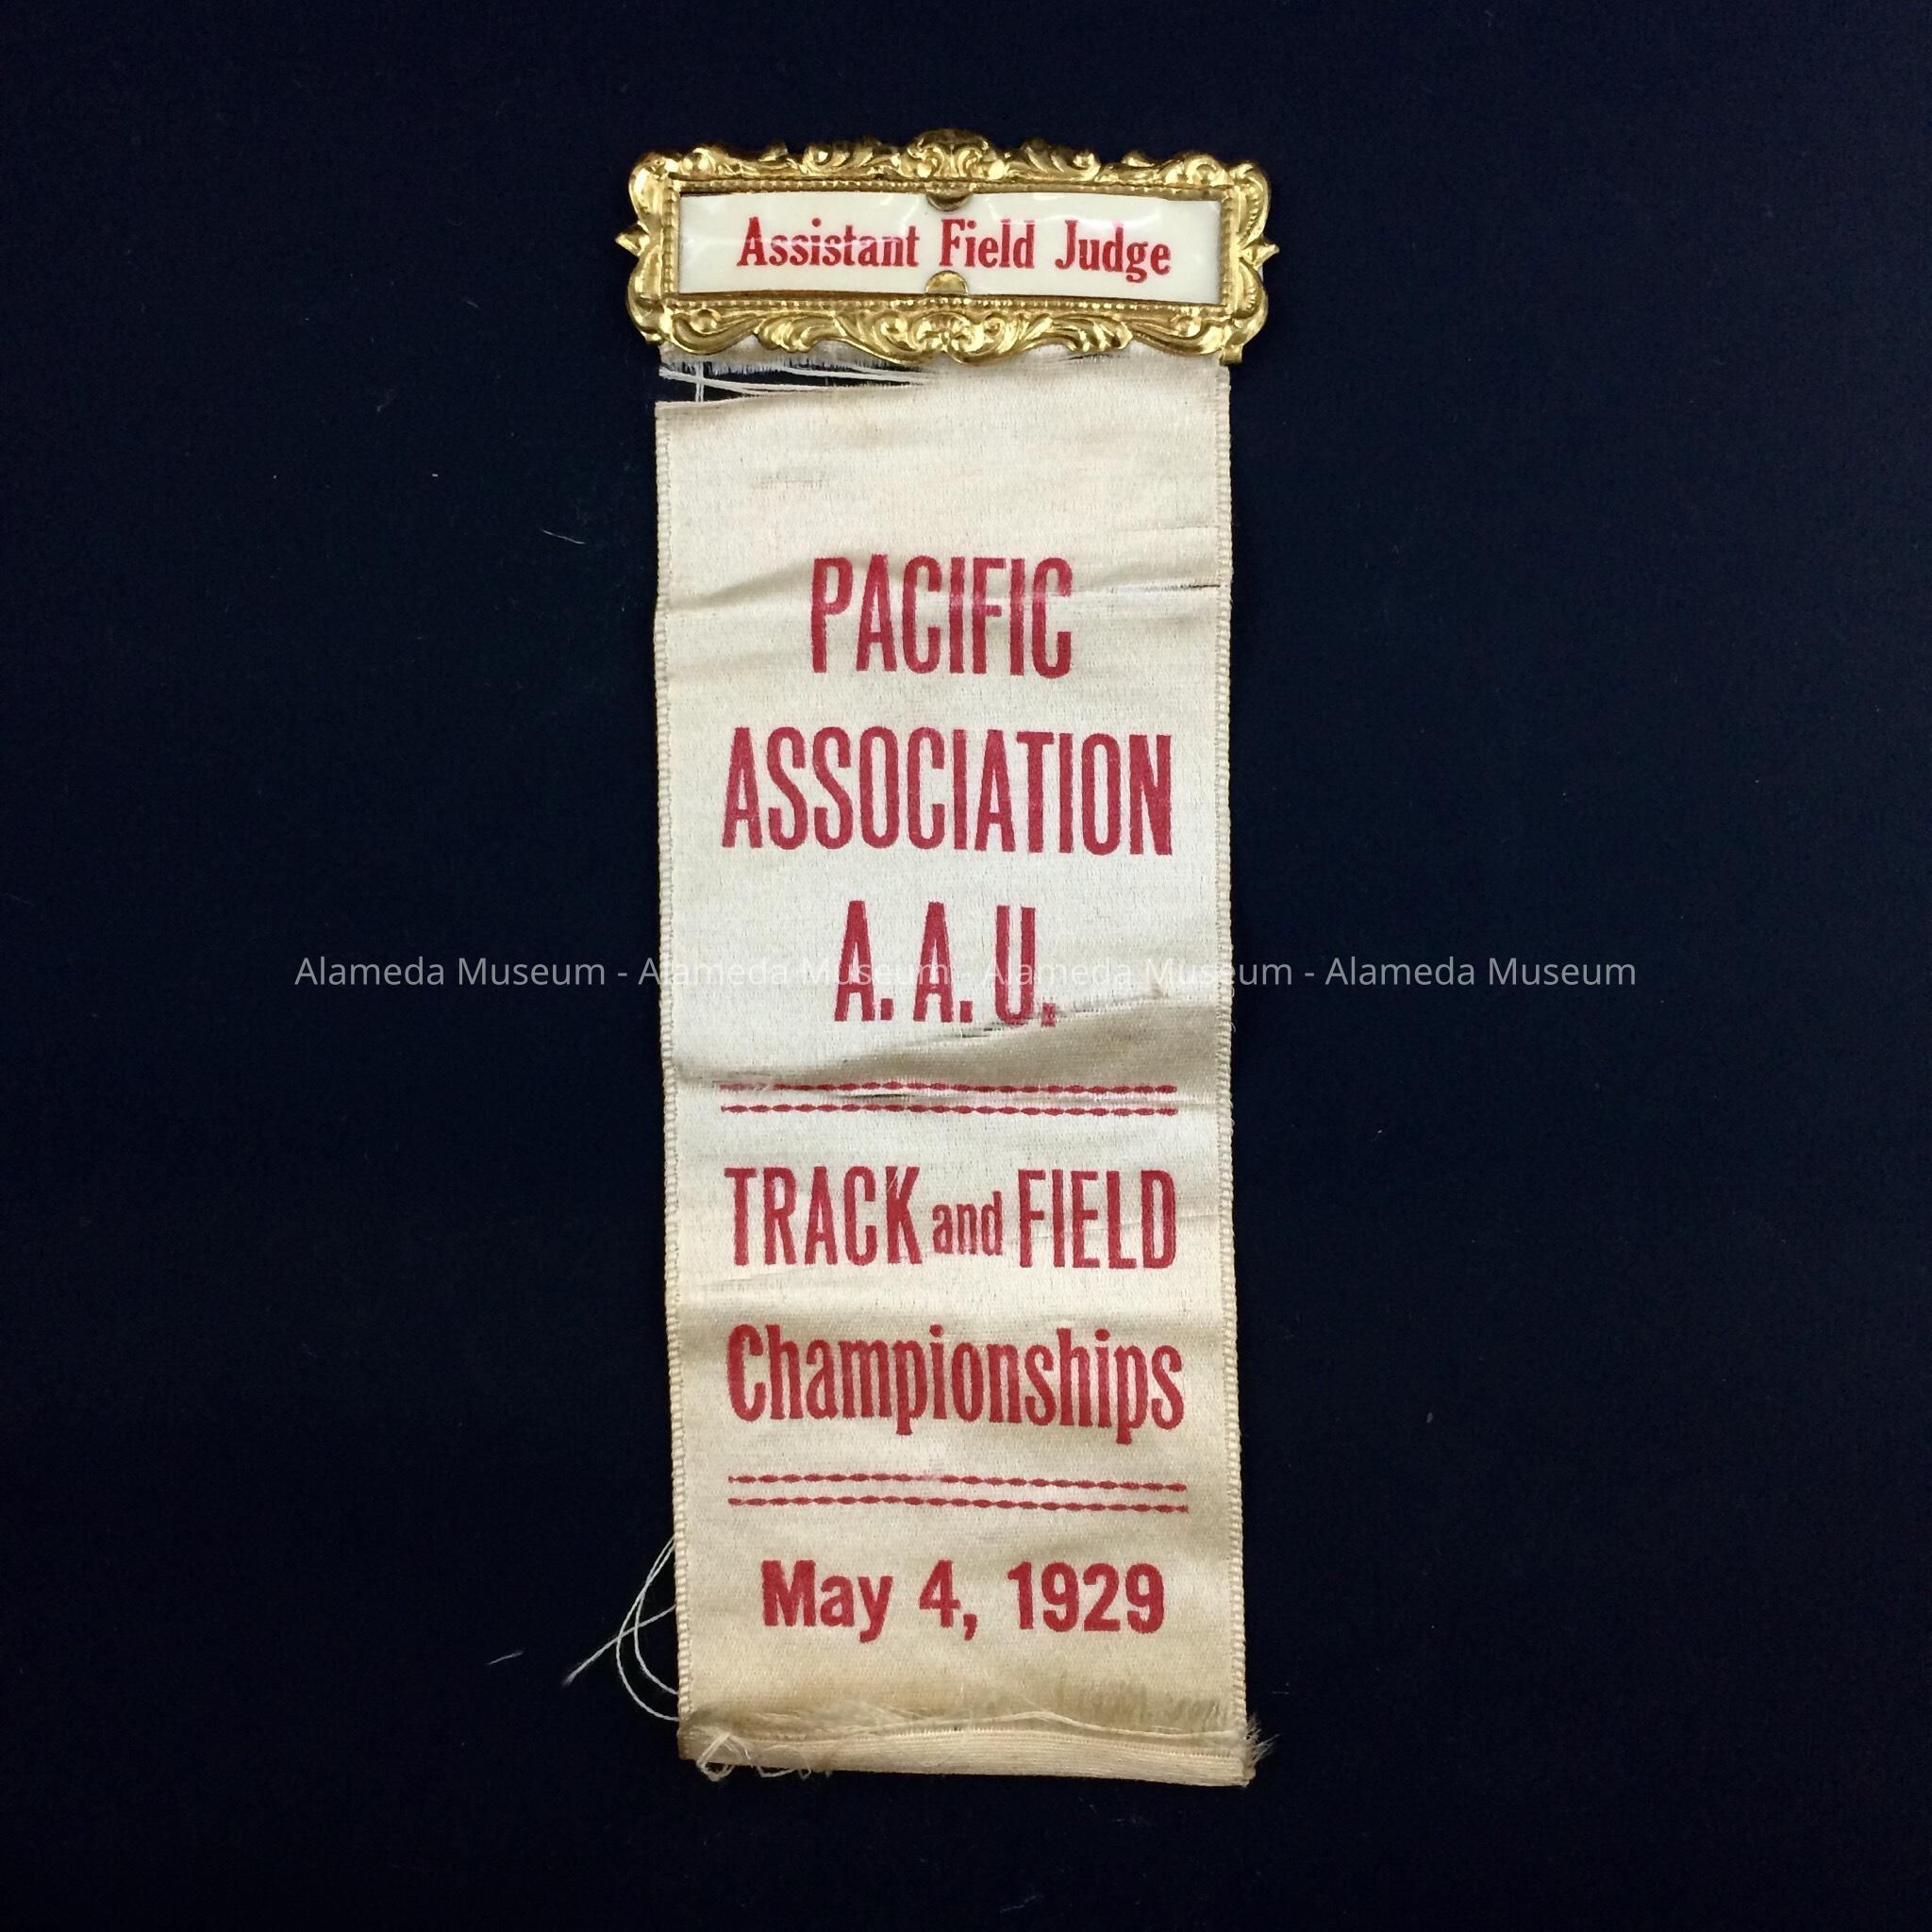 Assistant Field Judge
PACIFIC
ASSOCIATION
A. A. U.
Alameda Museum - Alameda Museum - Alameda Museum - Alameda Museum
TRACK and FIELD
Championships
May 4, 1929